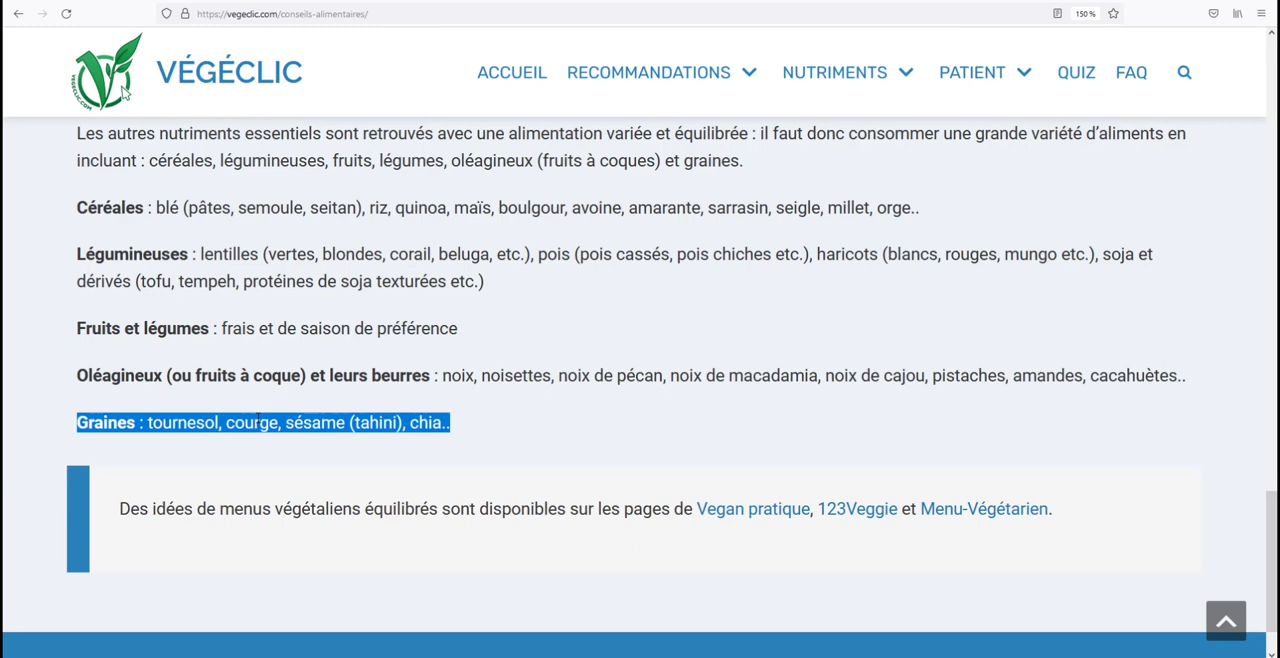 https://vegeclic.com/conseils-alimentaires/
150 %
VEGECLIC.COM
VÉGÉCLIC
ACCUEIL
RECOMMANDATIONS
NUTRIMENTS
PATIENT
QUIZ
FAQ
Les autres nutriments essentiels sont retrouvés avec une alimentation variée et équilibrée : il faut donc consommer une grande variété d'aliments en
incluant : céréales, légumineuses, fruits, légumes, oléagineux (fruits à coques) et graines.
Céréales : blé (pâtes, semoule, seitan), riz, quinoa, maïs, boulgour, avoine, amarante, sarrasin, seigle, millet, orge..
Légumineuses : lentilles (vertes, blondes, corail, beluga, etc.), pois (pois cassés, pois chiches etc.), haricots (blancs, rouges, mungo etc.), soja et
dérivés (tofu, tempeh, protéines de soja texturées etc.)
Fruits et légumes : frais et de saison de préférence
Oléagineux (ou fruits à coque) et leurs beurres : noix, noisettes, noix de pécan, noix de macadamia, noix de cajou, pistaches, amandes, cacahuètes..
Graines : tournesol, courge, sésame (tahini), chia..
Des idées de menus végétaliens équilibrés sont disponibles sur les pages de Vegan pratique, 123Veggie et Menu-Végétarien.